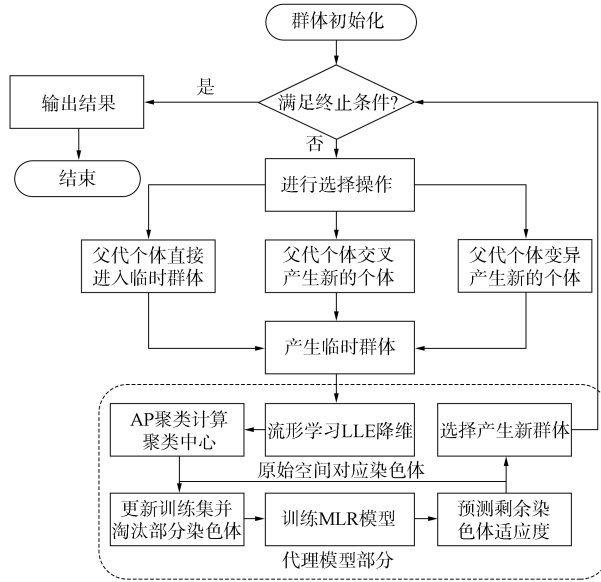 群体初始化
满足终止条件?
是
输出结果
结束
否
进行选择操作
父代个体直接
进入临时群体
父代个体交叉
产生新的个体
父代个体变异
产生新的个体
产生临时群体
AP聚类计算
聚类中心
流形学习LLE降维
选择产生新群体
原始空间对应染色体
更新训练集并
淘汰部分染色体
训练MLR模型
预测剩余染
色体适应度
代理模型部分